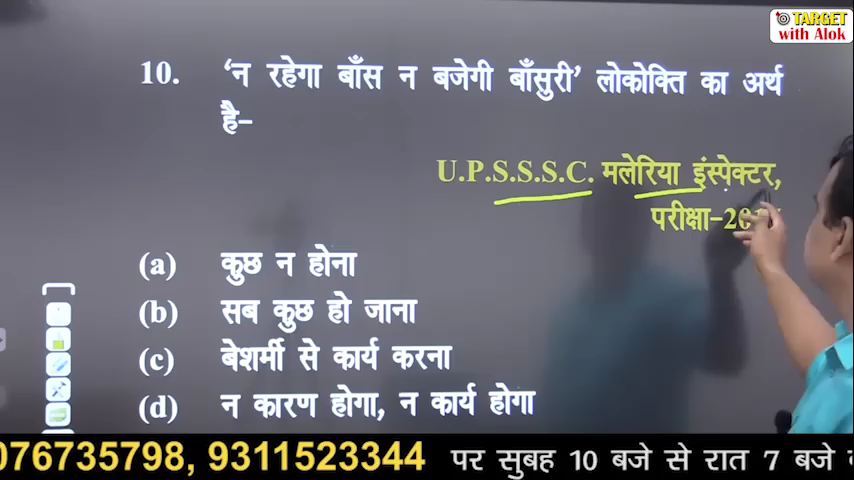 TARGET
with Alok
10. ‘न रहेगा बाँस न बजेगी बाँसुरी’ लोकोक्ति का अर्थ
है–
U.P.S.S.S.C. मलेरिया इंस्पेक्टर,
परीक्षा-20
(a) कुछ न होना
(b) सब कुछ हो जाना
(c) बेशर्मी से कार्य करना
(d) न कारण होगा, न कार्य होगा
076735798, 9311523344 पर सुबह 10 बजे से रात 7 बजे